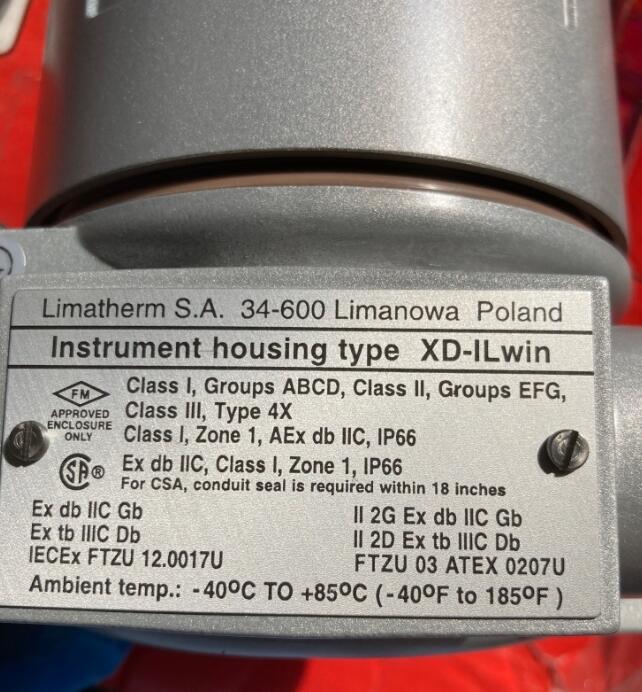 Limatherm S.A. 34-600 Limanowa Poland
Instrument housing type XD-ILwin
FM
APPROVED
ENCLOSURE
ONLY
Class I, Groups ABCD, Class II, Groups EFG,
Class III, Type 4X
Class I, Zone 1, AEx db IIC, IP66
SA®
Ex db IIC, Class I, Zone 1, IP66
For CSA, conduit seal is required within 18 inches
Ex db IIC Gb
Ex tb IIIC Db
IECEx FTZU 12.0017U
II 2G Ex db IIC Gb
II 2D Ex tb IIIC Db
FTZU 03 ATEX 0207U
Ambient temp.: -40ºC TO +85ºC (-40ºF to 185ºF )